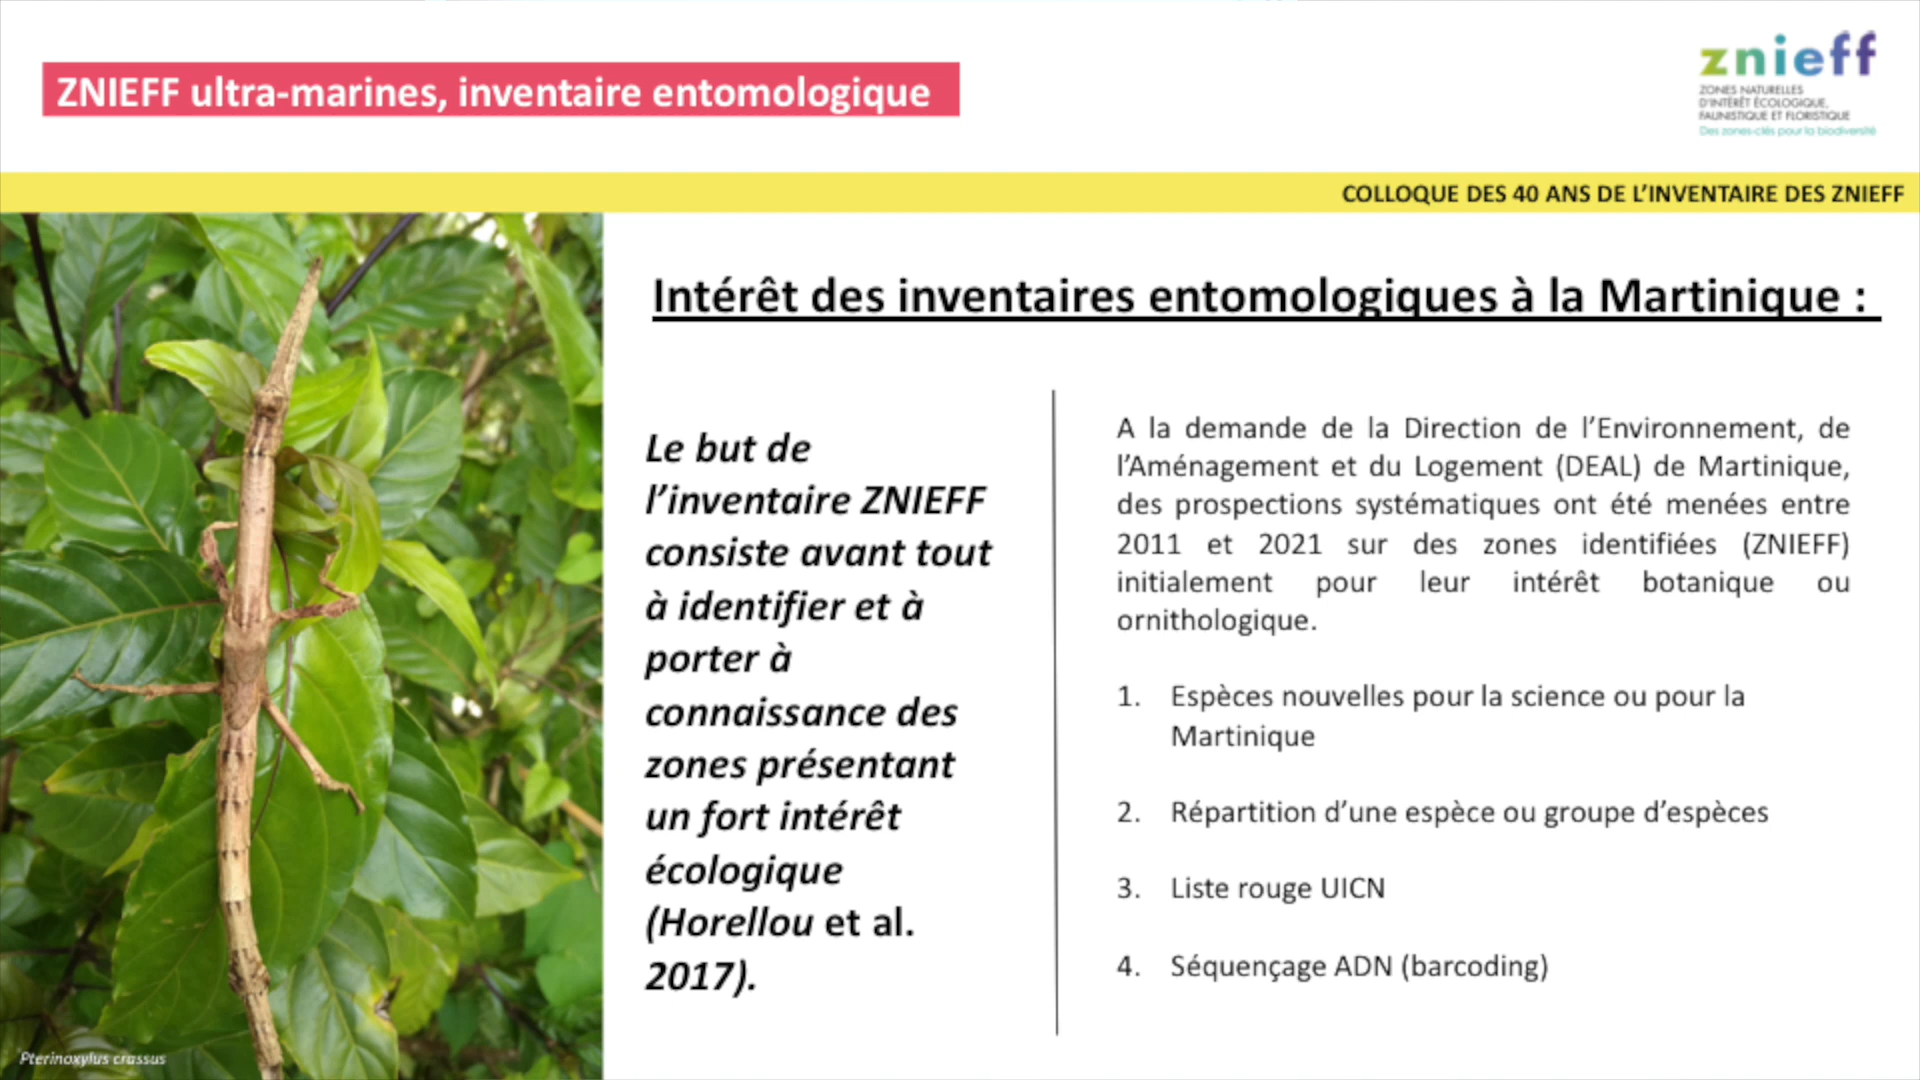 ZNIEFF ultra-marines, inventaire entomologique
znieff
ZONES NATURELLES
D'INTÉRÊT ÉCOLOGIQUE,
FAUNISTIQUE ET FLORISTIQUE
Des zones-clés pour la biodiversité
COLLOQUE DES 40 ANS DE L'INVENTAIRE DES ZNIEFF
Intérêt des inventaires entomologiques à la Martinique :
Le but de
l'inventaire ZNIEFF
consiste avant tout
à identifier et à
porter à
connaissance des
zones présentant
un fort intérêt
écologique
(Horellou et al.
2017).
A la demande de la Direction de l'Environnement, de
l'Aménagement et du Logement (DEAL) de Martinique,
des prospections systématiques ont été menées entre
2011 et 2021 sur des zones identifiées (ZNIEFF)
initialement pour leur intérêt botanique ou
ornithologique.
1. Espèces nouvelles pour la science ou pour la
Martinique
2. Répartition d'une espèce ou groupe d'espèces
3. Liste rouge UICN
4. Séquençage ADN (barcoding)
Pterinoxylus crassus